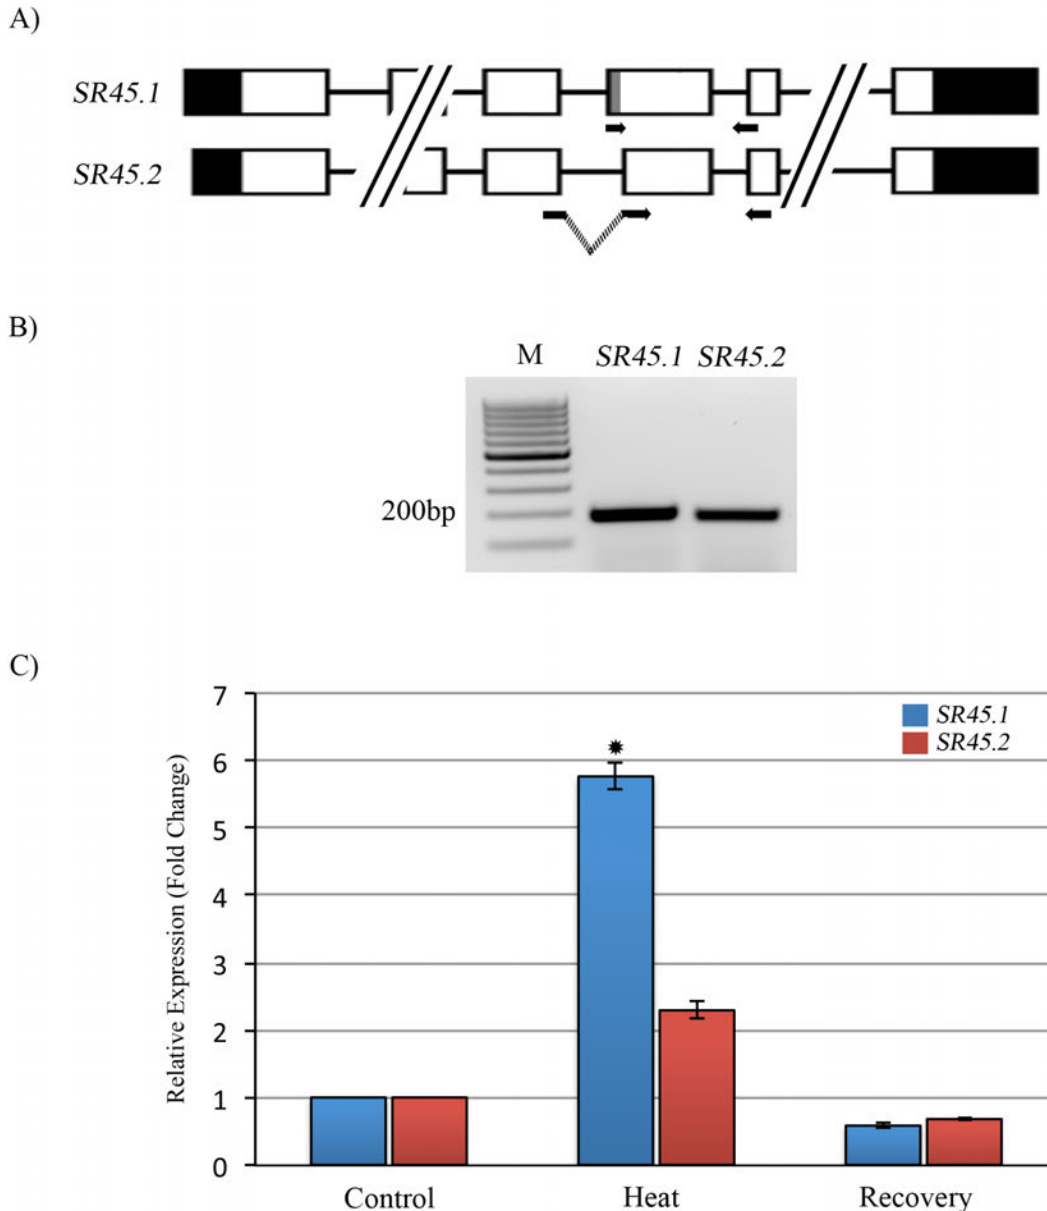 A)
SR45.1
SR45.2
B)
M SR45.1 SR45.2
200bp
C)
Relative Expression (Fold Change)
7
6
5
4
3
2
1
0
SR45.1
SR45.2
Control Heat Recovery